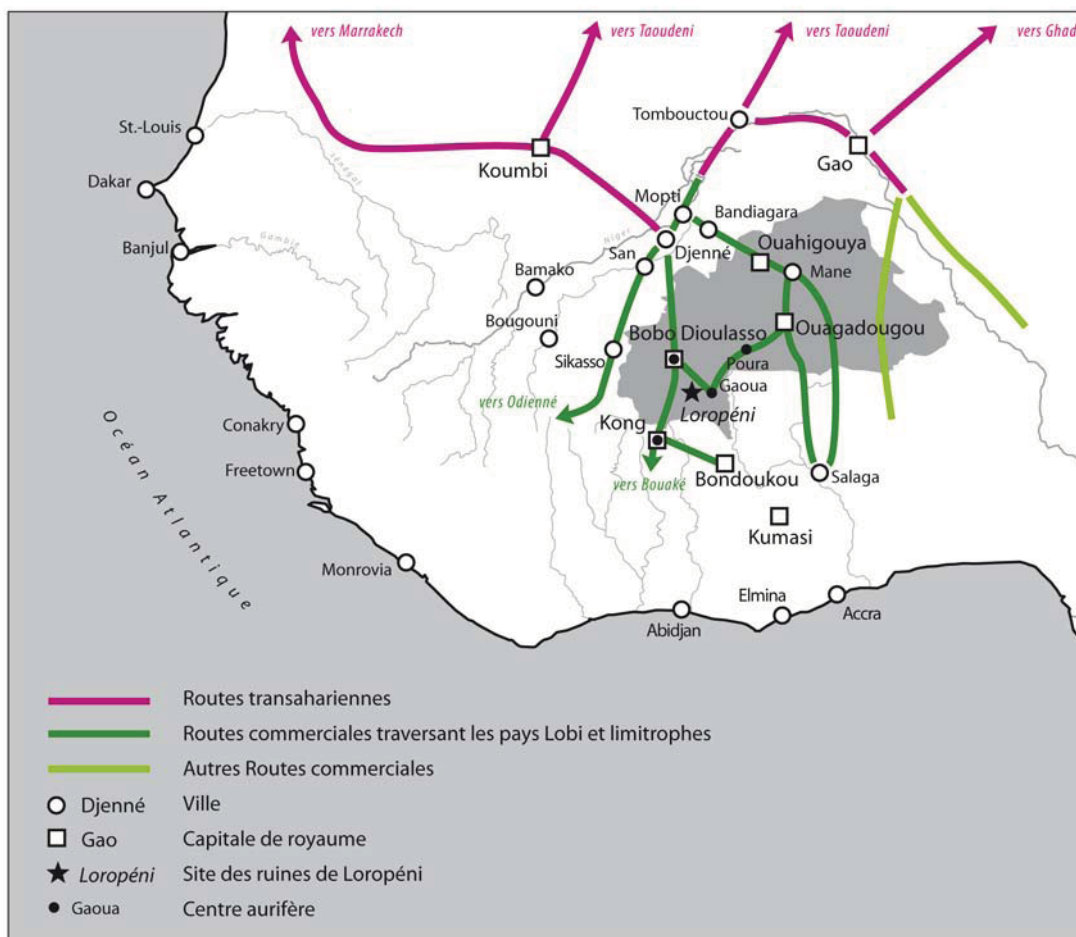 vers Marrakech
vers Taoudeni
vers Taoudeni
vers Ghad
Tombouctou
St.-Louis
Koumbi
Gao
Sénégal
Dakar
Mopti
Bandiagara
Banjul
Gambie
Niger
Ouahigouya
San
Djenné
Mane
Bamako
Bougouni
Bobo Dioulasso
Ouagadougou
Sikasso
Poura
Gaoua
vers Odienné
Loropéni
Océan Atlantique
Conakry
Kong
Freetown
vers Bouaké
Bondoukou
Salaga
Kumasi
Monrovia
Elmina
Accra
Abidjan
Routes transahariennes
Routes commerciales traversant les pays Lobi et limitrophes
Autres Routes commerciales
Djenné Ville
Gao Capitale de royaume
Loropéni Site des ruines de Loropéni
Gaoua Centre aurifère